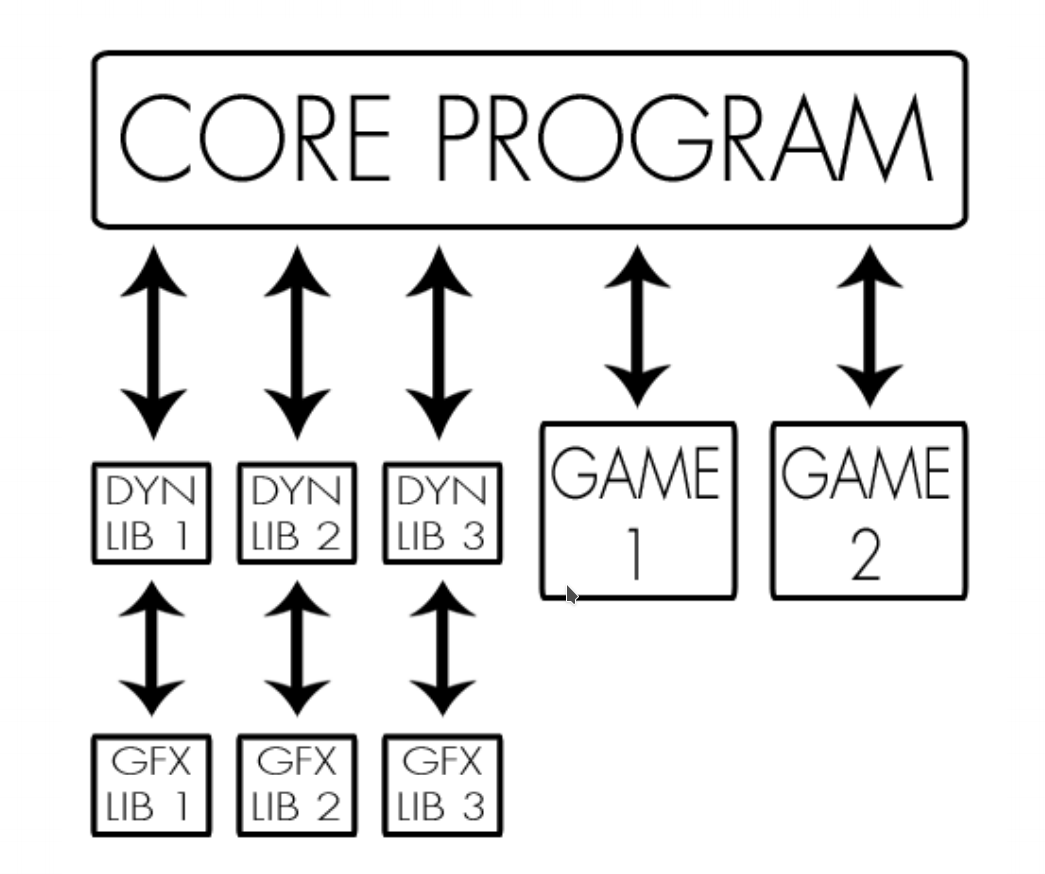 CORE PROGRAM
DYN
LIB 1
DYN
LIB 2
DYN
LIB 3
GAME
1
GAME
2
GFX
LIB 1
GFX
LIB 2
GFX
LIB 3